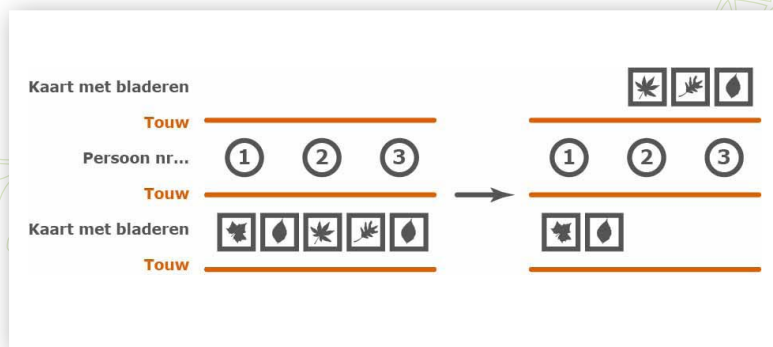 Kaart met bladeren
Touw
Persoon nr... 1 2 3 1 2 3
Touw
Kaart met bladeren
Touw